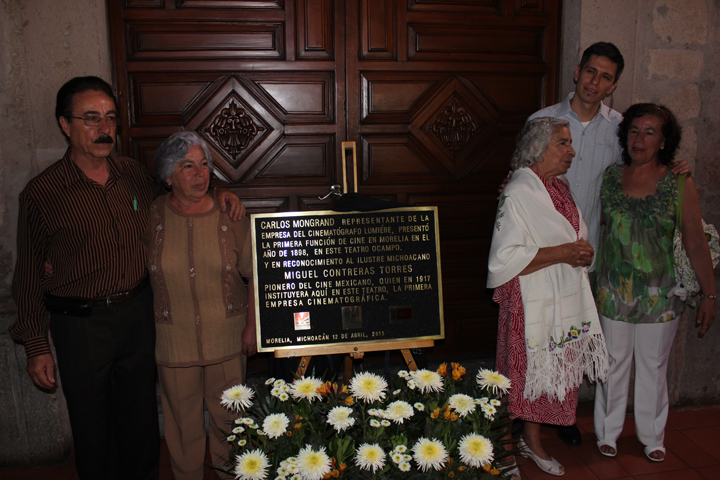 CARLOS MONGRAND REPRESENTANTE DE LA
EMPRESA DEL CINEMATÓGRAFO LUMIÉRE, PRESENTÓ
LA PRIMERA FUNCIÓN DE CINE EN MORELIA EN EL
AÑO DE 1898, EN ESTE TEATRO OCAMPO.
Y EN RECONOCIMIENTO AL ILUSTRE MICHOACANO
MIGUEL CONTRERAS TORRES
PIONERO DEL CINE MEXICANO, QUIEN EN 1917
INSTITUYERA AQUÍ EN ESTE TEATRO, LA PRIMERA
EMPRESA CINEMATOGRÁFICA.
MORELIA, MICHOACÁN 12 DE ABRIL, 2013